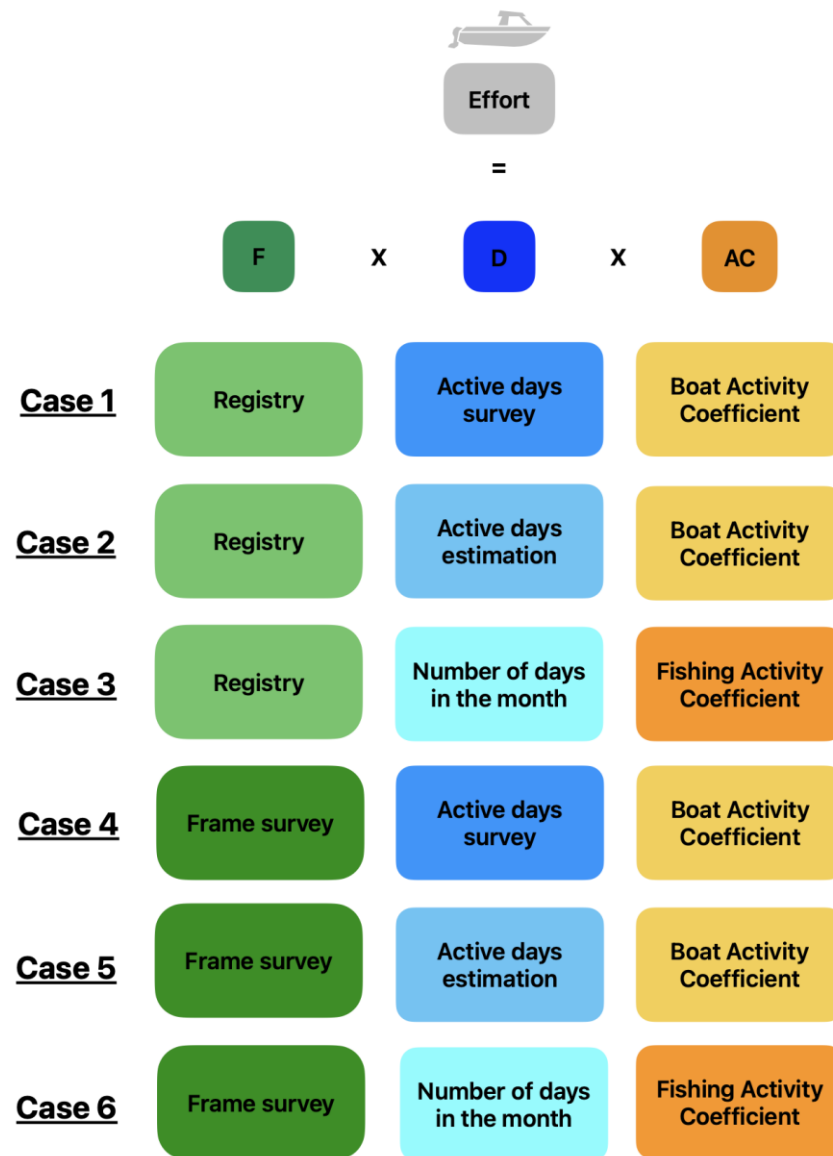 Effort
=
F X D X AC
Case 1
Registry
Active days
survey
Boat Activity
Coefficient
Case 2
Registry
Active days
estimation
Boat Activity
Coefficient
Case 3
Registry
Number of days
in the month
Fishing Activity
Coefficient
Case 4
Frame survey
Active days
survey
Boat Activity
Coefficient
Case 5
Frame survey
Active days
estimation
Boat Activity
Coefficient
Case 6
Frame survey
Number of days
in the month
Fishing Activity
Coefficient